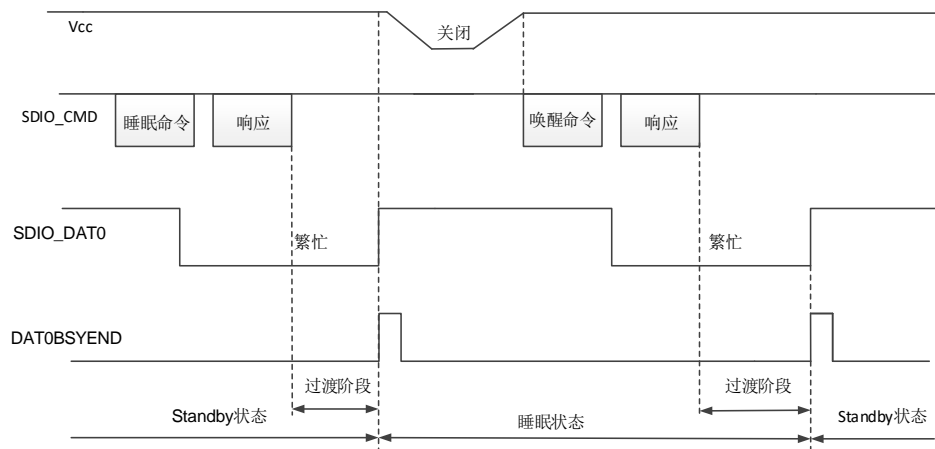 Vcc
关闭
SDIO_CMD
睡眠命令
响应
唤醒命令
响应
SDIO_DAT0
繁忙
繁忙
DAT0BSYEND
过渡阶段
过渡阶段
Standby状态
睡眠状态
Standby状态